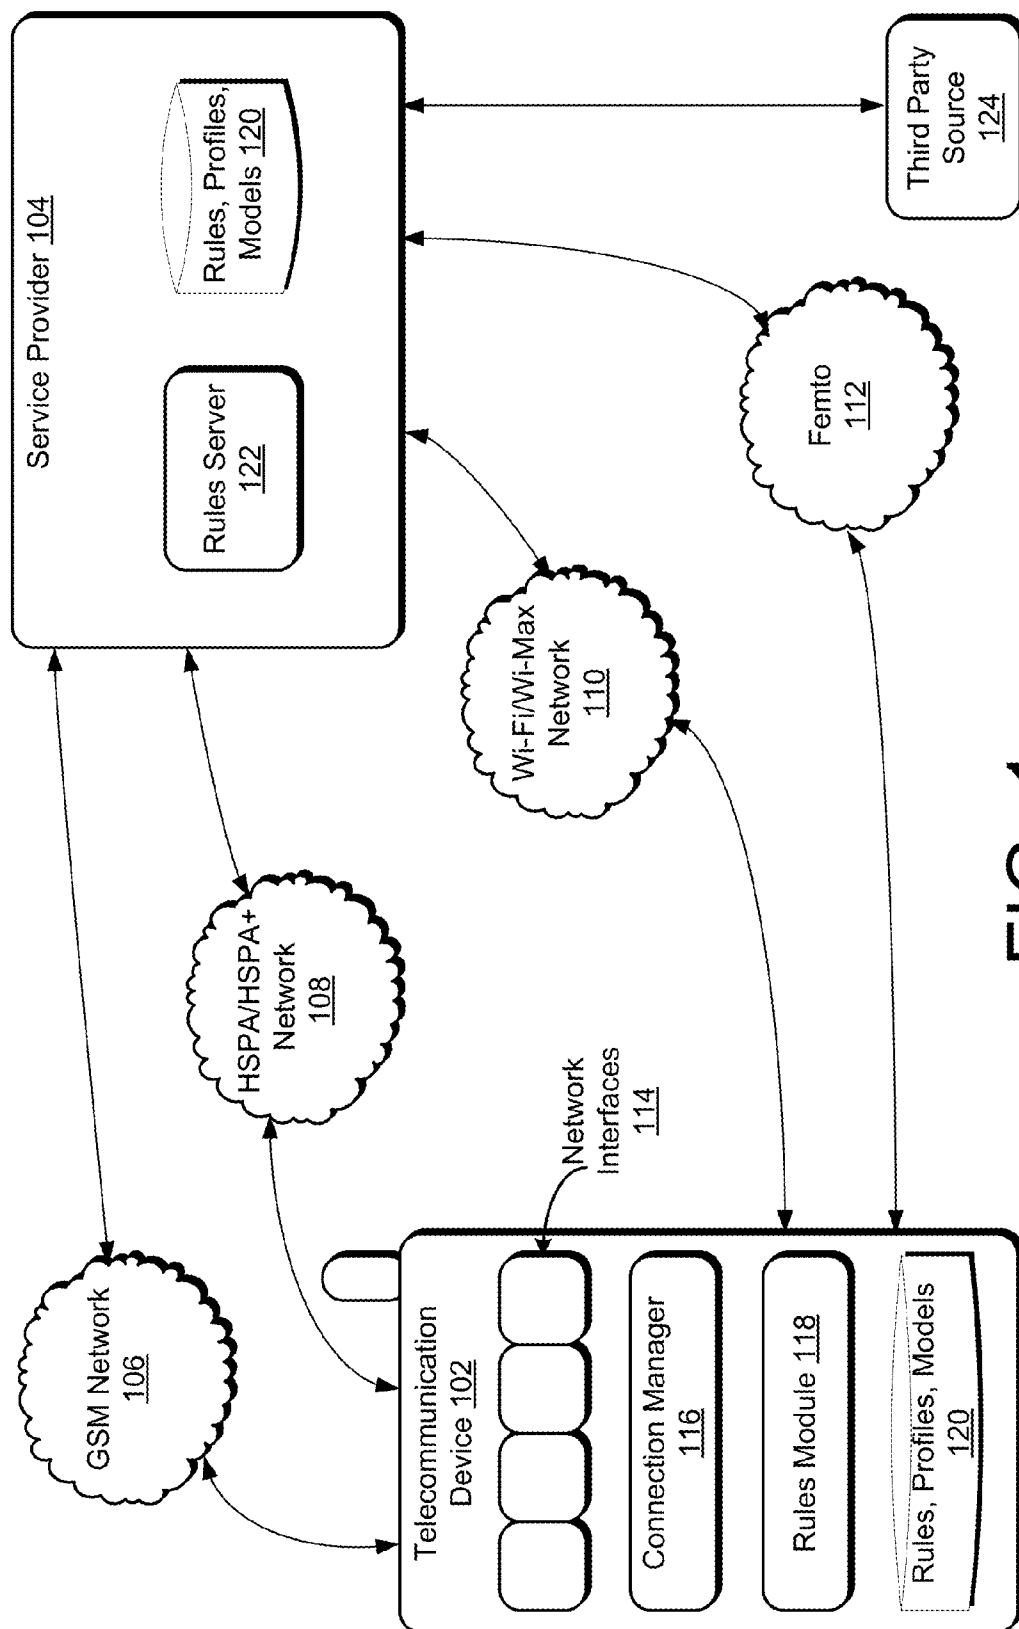 Service Provider 104
Rules Server
122
Rules, Profiles,
Models 120
Third Party
Source
124
GSM Network
106
HSPA/HSPA+
Network
108
Wi-Fi/Wi-Max
Network
110
Femto
112
Telecommunication
Device 102
Network
Interfaces
114
Connection Manager
116
Rules Module 118
Rules, Profiles, Models
120